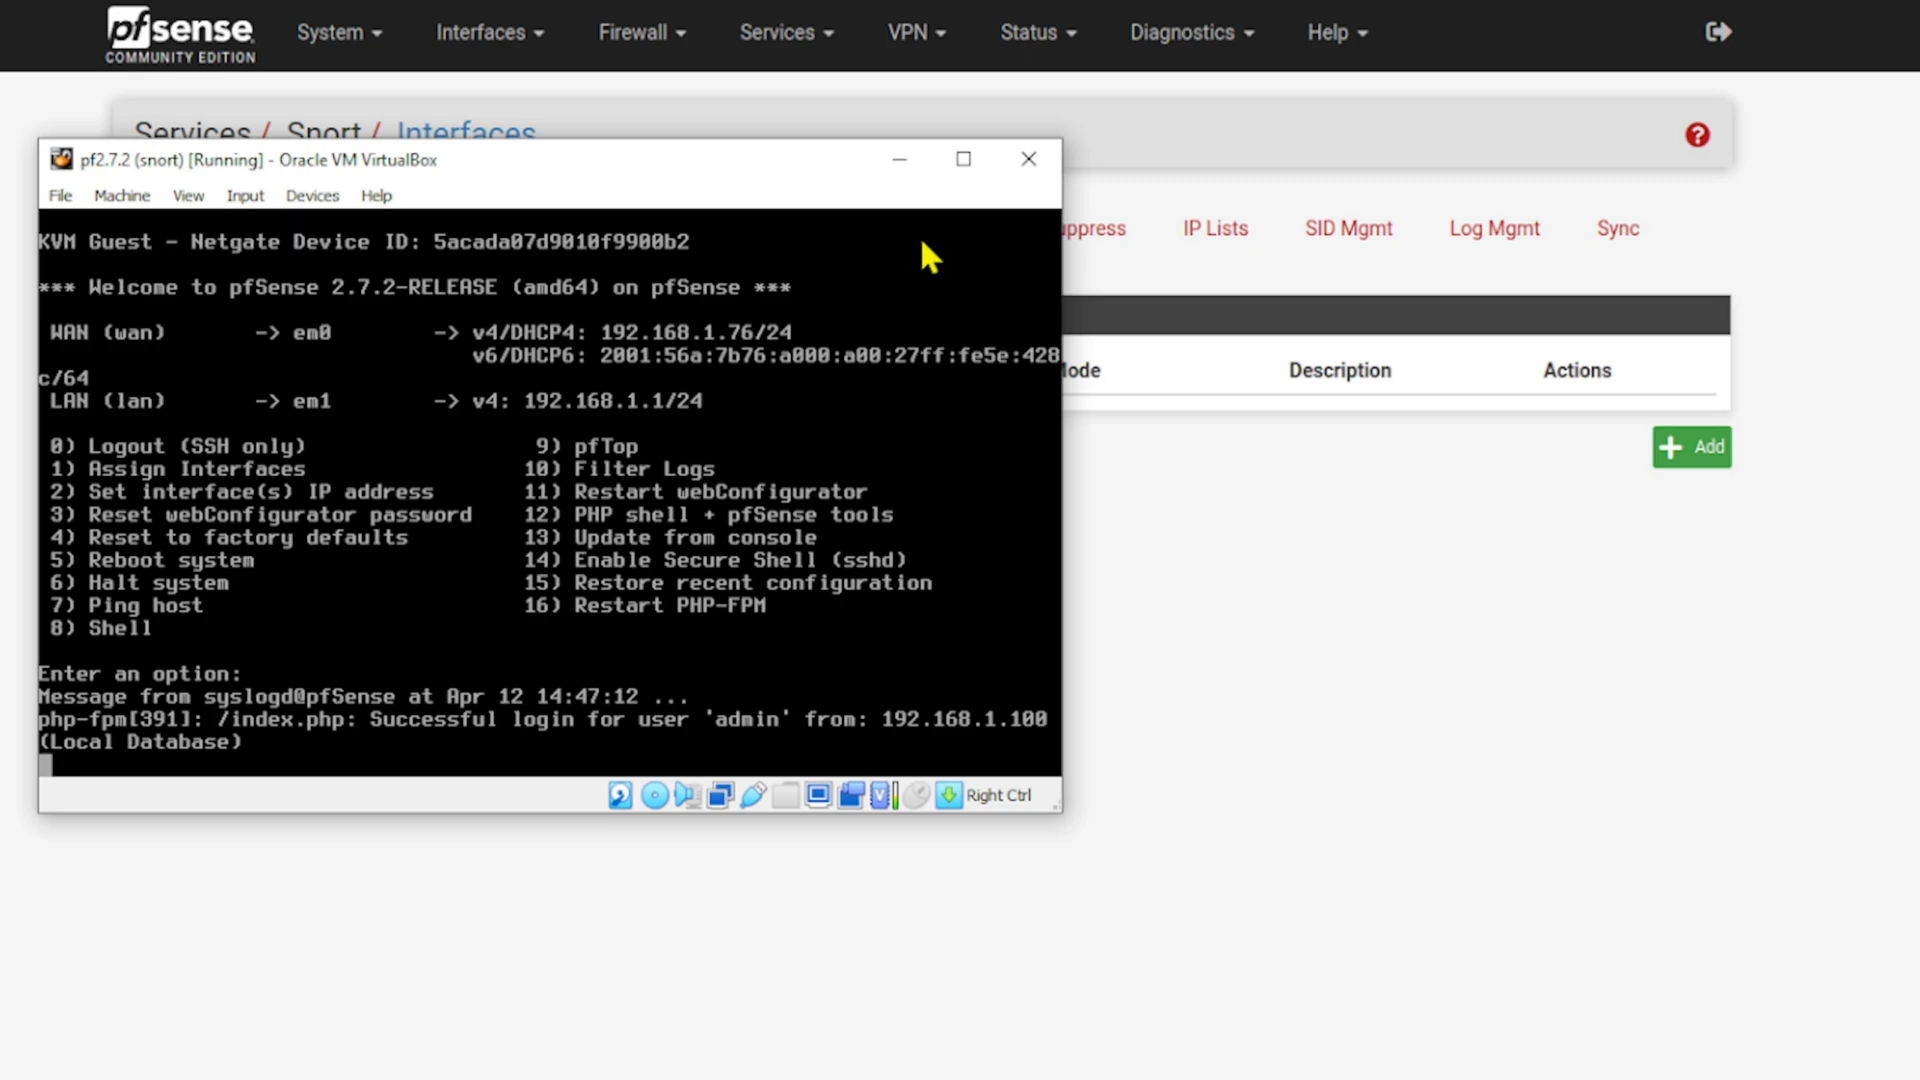 pfsense
COMMUNITY EDITION
System
Interfaces
Firewall
Services
VPN
Status
Diagnostics
Help
Services / Snort / Interfaces
pf2.7.2 (snort) [Running] - Oracle VM VirtualBox
File Machine View Input Devices Help
KVM Guest - Netgate Device ID: 5acada07d9010f9900b2
*** Welcome to pfSense 2.7.2-RELEASE (amd64) on pfSense ***
WAN (wan) -> em0 -> v4/DHCP4: 192.168.1.76/24
v6/DHCP6: 2001:56a:7b76:a000:a00:27ff:fe5e:428
c/64
LAN (lan) -> em1 -> v4: 192.168.1.1/24
0) Logout (SSH only) 9) pfTop
1) Assign Interfaces 10) Filter Logs
2) Set interface(s) IP address 11) Restart webConfigurator
3) Reset webConfigurator password 12) PHP shell + pfSense tools
4) Reset to factory defaults 13) Update from console
5) Reboot system 14) Enable Secure Shell (sshd)
6) Halt system 15) Restore recent configuration
7) Ping host 16) Restart PHP-FPM
8) Shell
Enter an option:
Message from syslogd@pfSense at Apr 12 14:47:12 ...
php-fpm[391]: /index.php: Successful login for user 'admin' from: 192.168.1.100
(Local Database)
Right Ctrl
uppress IP Lists SID Mgmt Log Mgmt Sync
Mode Description Actions
Add